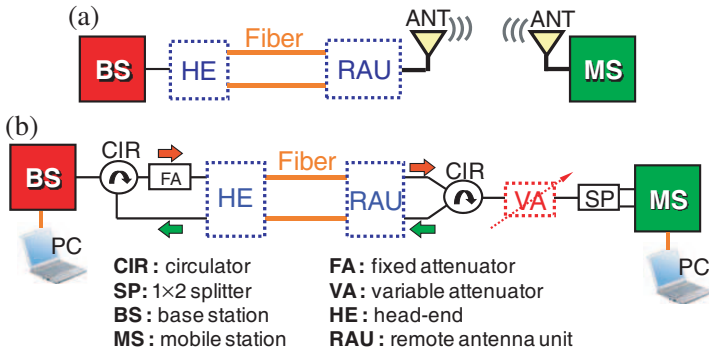 (a)
ANT
ANT
Fiber
BS
HE
RAU
MS
(b)
CIR
Fiber
CIR
BS
FA
HE
RAU
VA
SP
MS
PC
PC
CIR : circulator
FA : fixed attenuator
SP: 1×2 splitter
VA : variable attenuator
BS : base station
HE : head-end
MS : mobile station
RAU : remote antenna unit